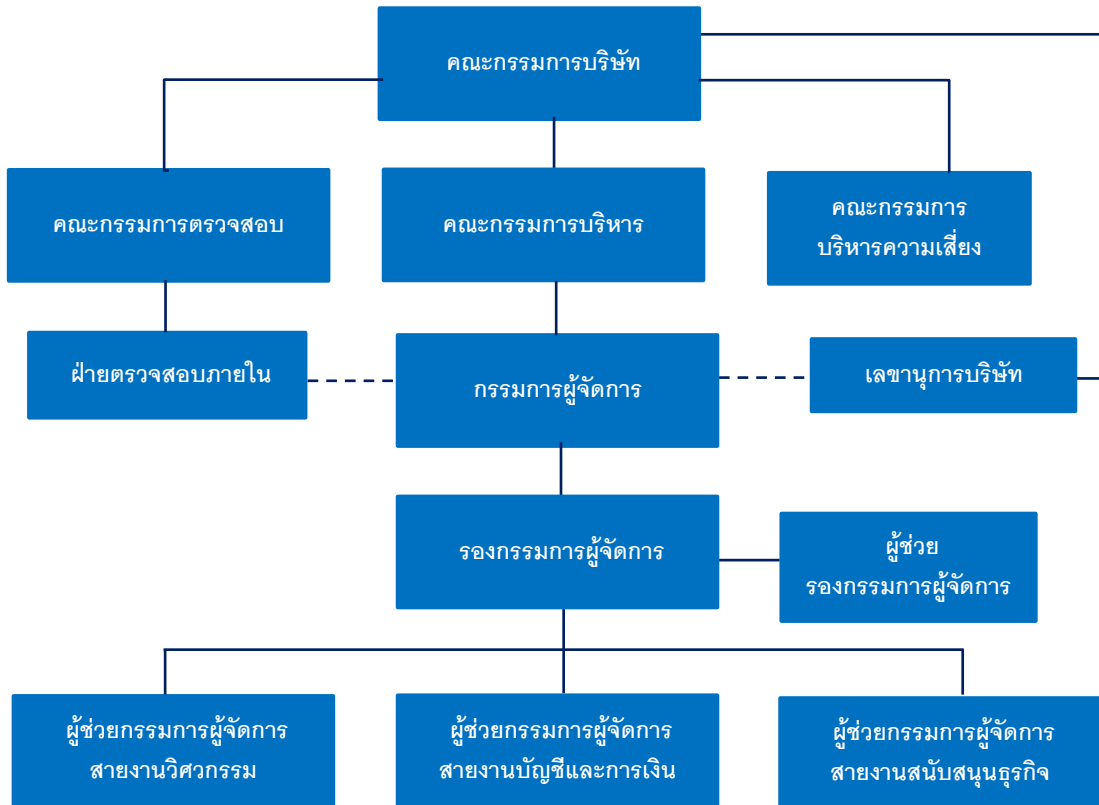 คณะกรรมการบริษัท
คณะกรรมการตรวจสอบ
คณะกรรมการบริหาร
คณะกรรมการ
บริหารความเสี่ยง
ฝ่ายตรวจสอบภายใน
กรรมการผู้จัดการ
เลขานุการบริษัท
รองกรรมการผู้จัดการ
ผู้ช่วย
รองกรรมการผู้จัดการ
ผู้ช่วยกรรมการผู้จัดการ
สายงานวิศวกรรม
ผู้ช่วยกรรมการผู้จัดการ
สายงานบัญชีและการเงิน
ผู้ช่วยกรรมการผู้จัดการ
สายงานสนับสนุนธุรกิจ